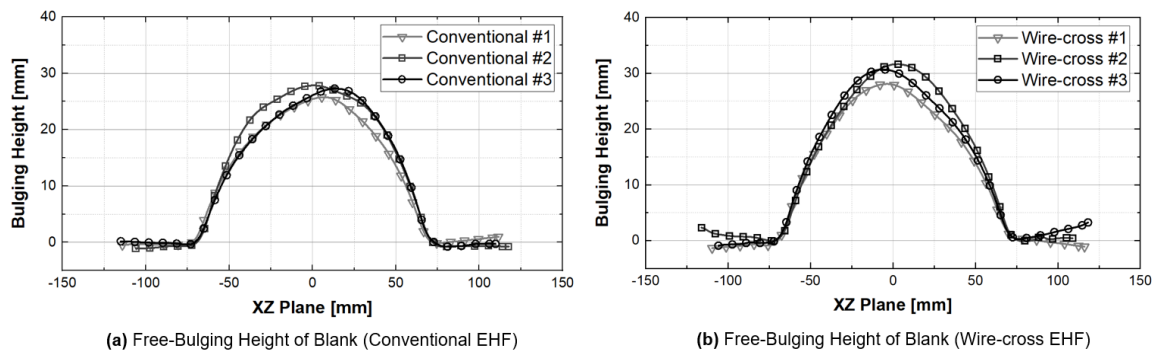 40
30
20
10
0
Bulging Height [mm]
Conventional #1
Conventional #2
Conventional #3
-150 -100 -50 0 50 100 150
XZ Plane [mm]
(a) Free-Bulging Height of Blank (Conventional EHF)
40
30
20
10
0
Bulging Height [mm]
Wire-cross #1
Wire-cross #2
Wire-cross #3
-150 -100 -50 0 50 100 150
XZ Plane [mm]
(b) Free-Bulging Height of Blank (Wire-cross EHF)